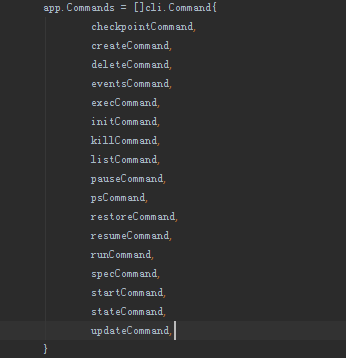 app.Commands = []cli.Command{
checkpointCommand,
createCommand,
deleteCommand,
eventsCommand,
execCommand,
initCommand,
killCommand,
listCommand,
pauseCommand,
psCommand,
restoreCommand,
resumeCommand,
runCommand,
specCommand,
startCommand,
stateCommand,
updateCommand,
}